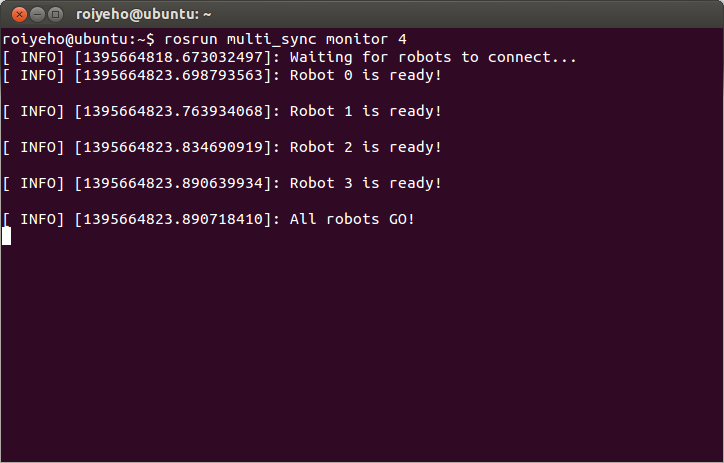 roiyeho@ubuntu: ~
roiyeho@ubuntu:~$ rosrun multi_sync monitor 4
[ INFO] [1395664818.673032497]: Waiting for robots to connect...
[ INFO] [1395664823.698793563]: Robot 0 is ready!
[ INFO] [1395664823.763934068]: Robot 1 is ready!
[ INFO] [1395664823.834690919]: Robot 2 is ready!
[ INFO] [1395664823.890639934]: Robot 3 is ready!
[ INFO] [1395664823.890718410]: All robots GO!